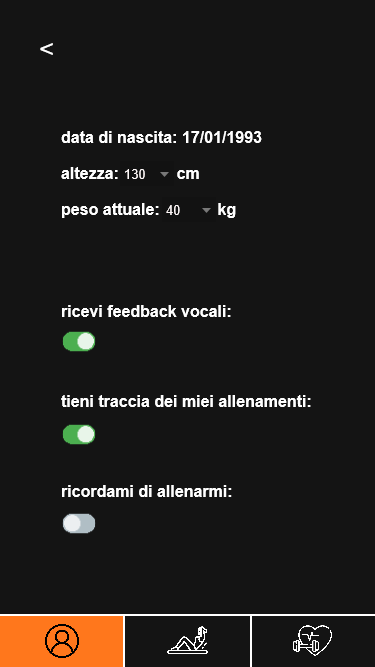 <
data di nascita: 17/01/1993
altezza: 130 cm
peso attuale: 40 kg
ricevi feedback vocali:
tieni traccia dei miei allenamenti:
ricordami di allenarmi: